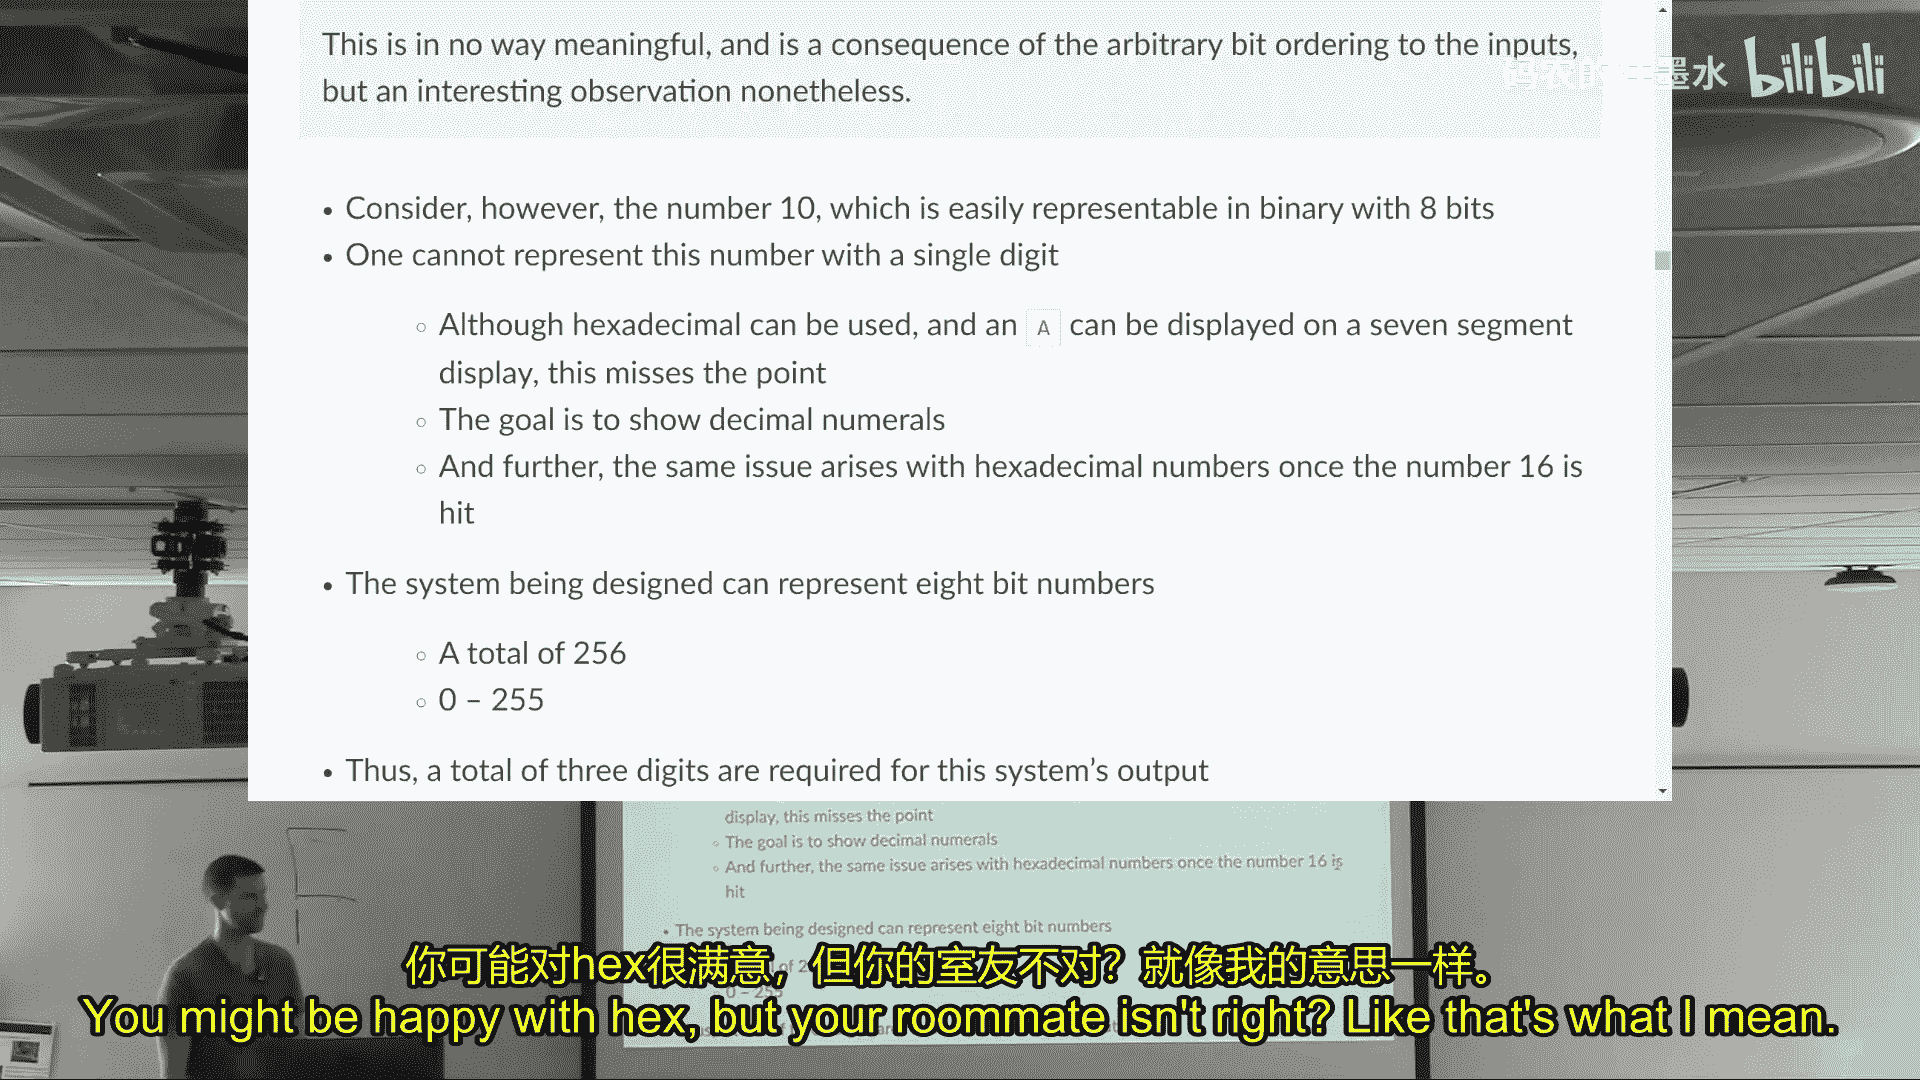 This is in no way meaningful, and is a consequence of the arbitrary bit ordering to the inputs,
but an interesting observation nonetheless.
墨水 bilibili
• Consider, however, the number 10, which is easily representable in binary with 8 bits
• One cannot represent this number with a single digit
◦ Although hexadecimal can be used, and an A can be displayed on a seven segment
display, this misses the point
◦ The goal is to show decimal numerals
◦ And further, the same issue arises with hexadecimal numbers once the number 16 is
hit
• The system being designed can represent eight bit numbers
◦ A total of 256
◦ 0 – 255
• Thus, a total of three digits are required for this system's output
display, this misses the point
◦ The goal is to show decimal numerals
◦ And further, the same issue arises with hexadecimal numbers once the number 16 is
hit
• The system being designed can represent eight bit numbers
of 2
0 – 255
你可能对hex很满意，但你的室友不对？就像我的意思一样。
You might be happy with hex, but your roommate isn't right? Like that's what I mean.